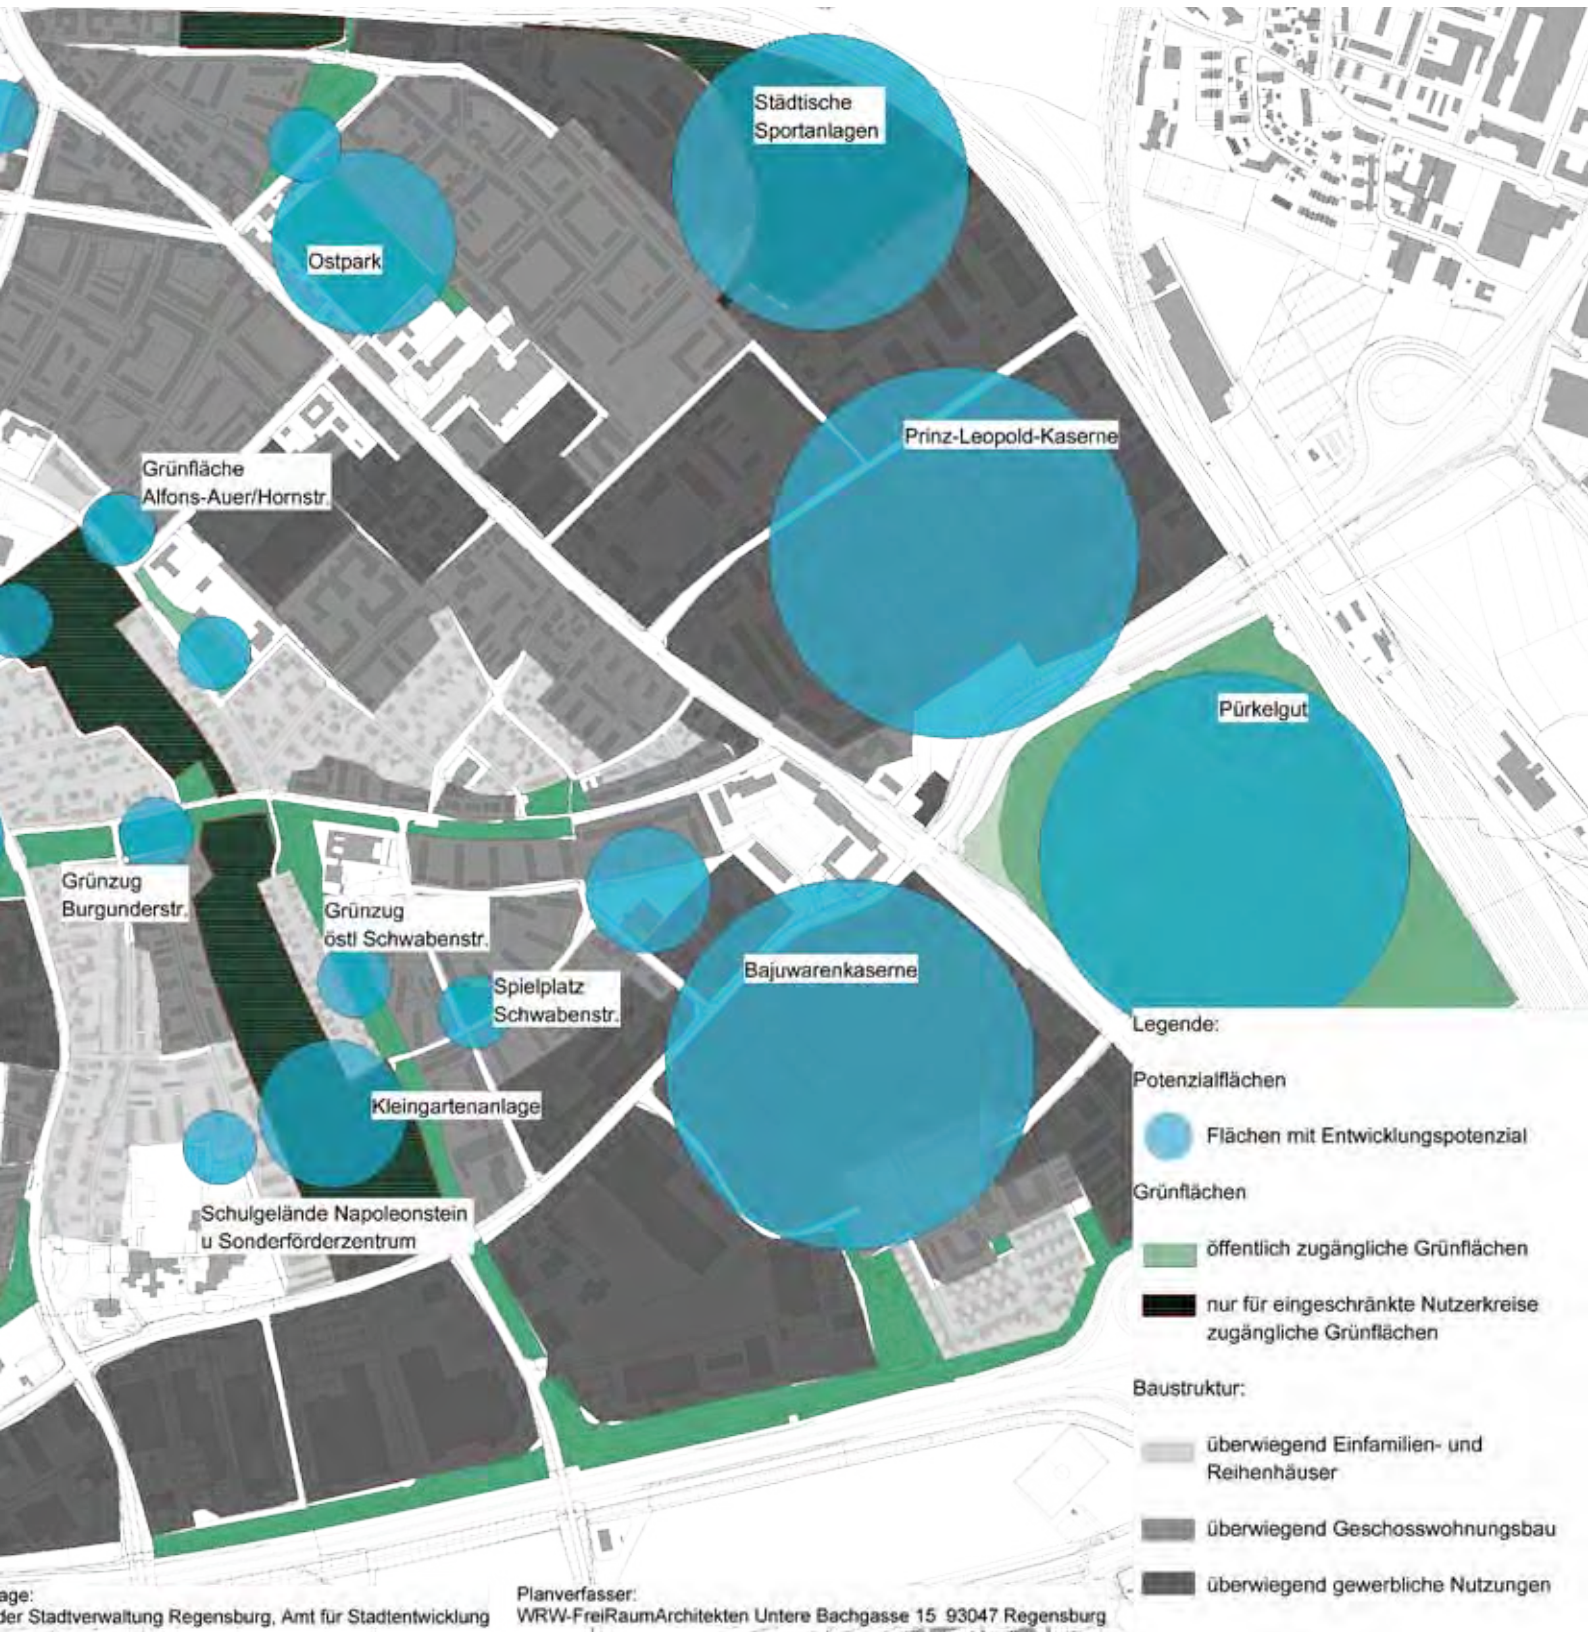 Städtische
Sportanlagen
Ostpark
Prinz-Leopold-Kaserne
Grünfläche
Alfons-Auer/Hornstr.
Pürkelgut
Grünzug
Burgunderstr.
Grünzug
östl Schwabenstr.
Spielplatz
Schwabenstr.
Bajuwarenkaserne
Kleingartenanlage
Schulgelände Napoleonstein
u Sonderförderzentrum
Legende:
Potenzialflächen
Flächen mit Entwicklungspotenzial
Grünflächen
öffentlich zugängliche Grünflächen
nur für eingeschränkte Nutzerkreise
zugängliche Grünflächen
Baustruktur:
überwiegend Einfamilien- und
Reihenhäuser
überwiegend Geschosswohnungsbau
überwiegend gewerbliche Nutzungen
age:
der Stadtverwaltung Regensburg, Amt für Stadtentwicklung
Planverfasser:
WRW-FreiRaumArchitekten Untere Bachgasse 15 93047 Regensburg